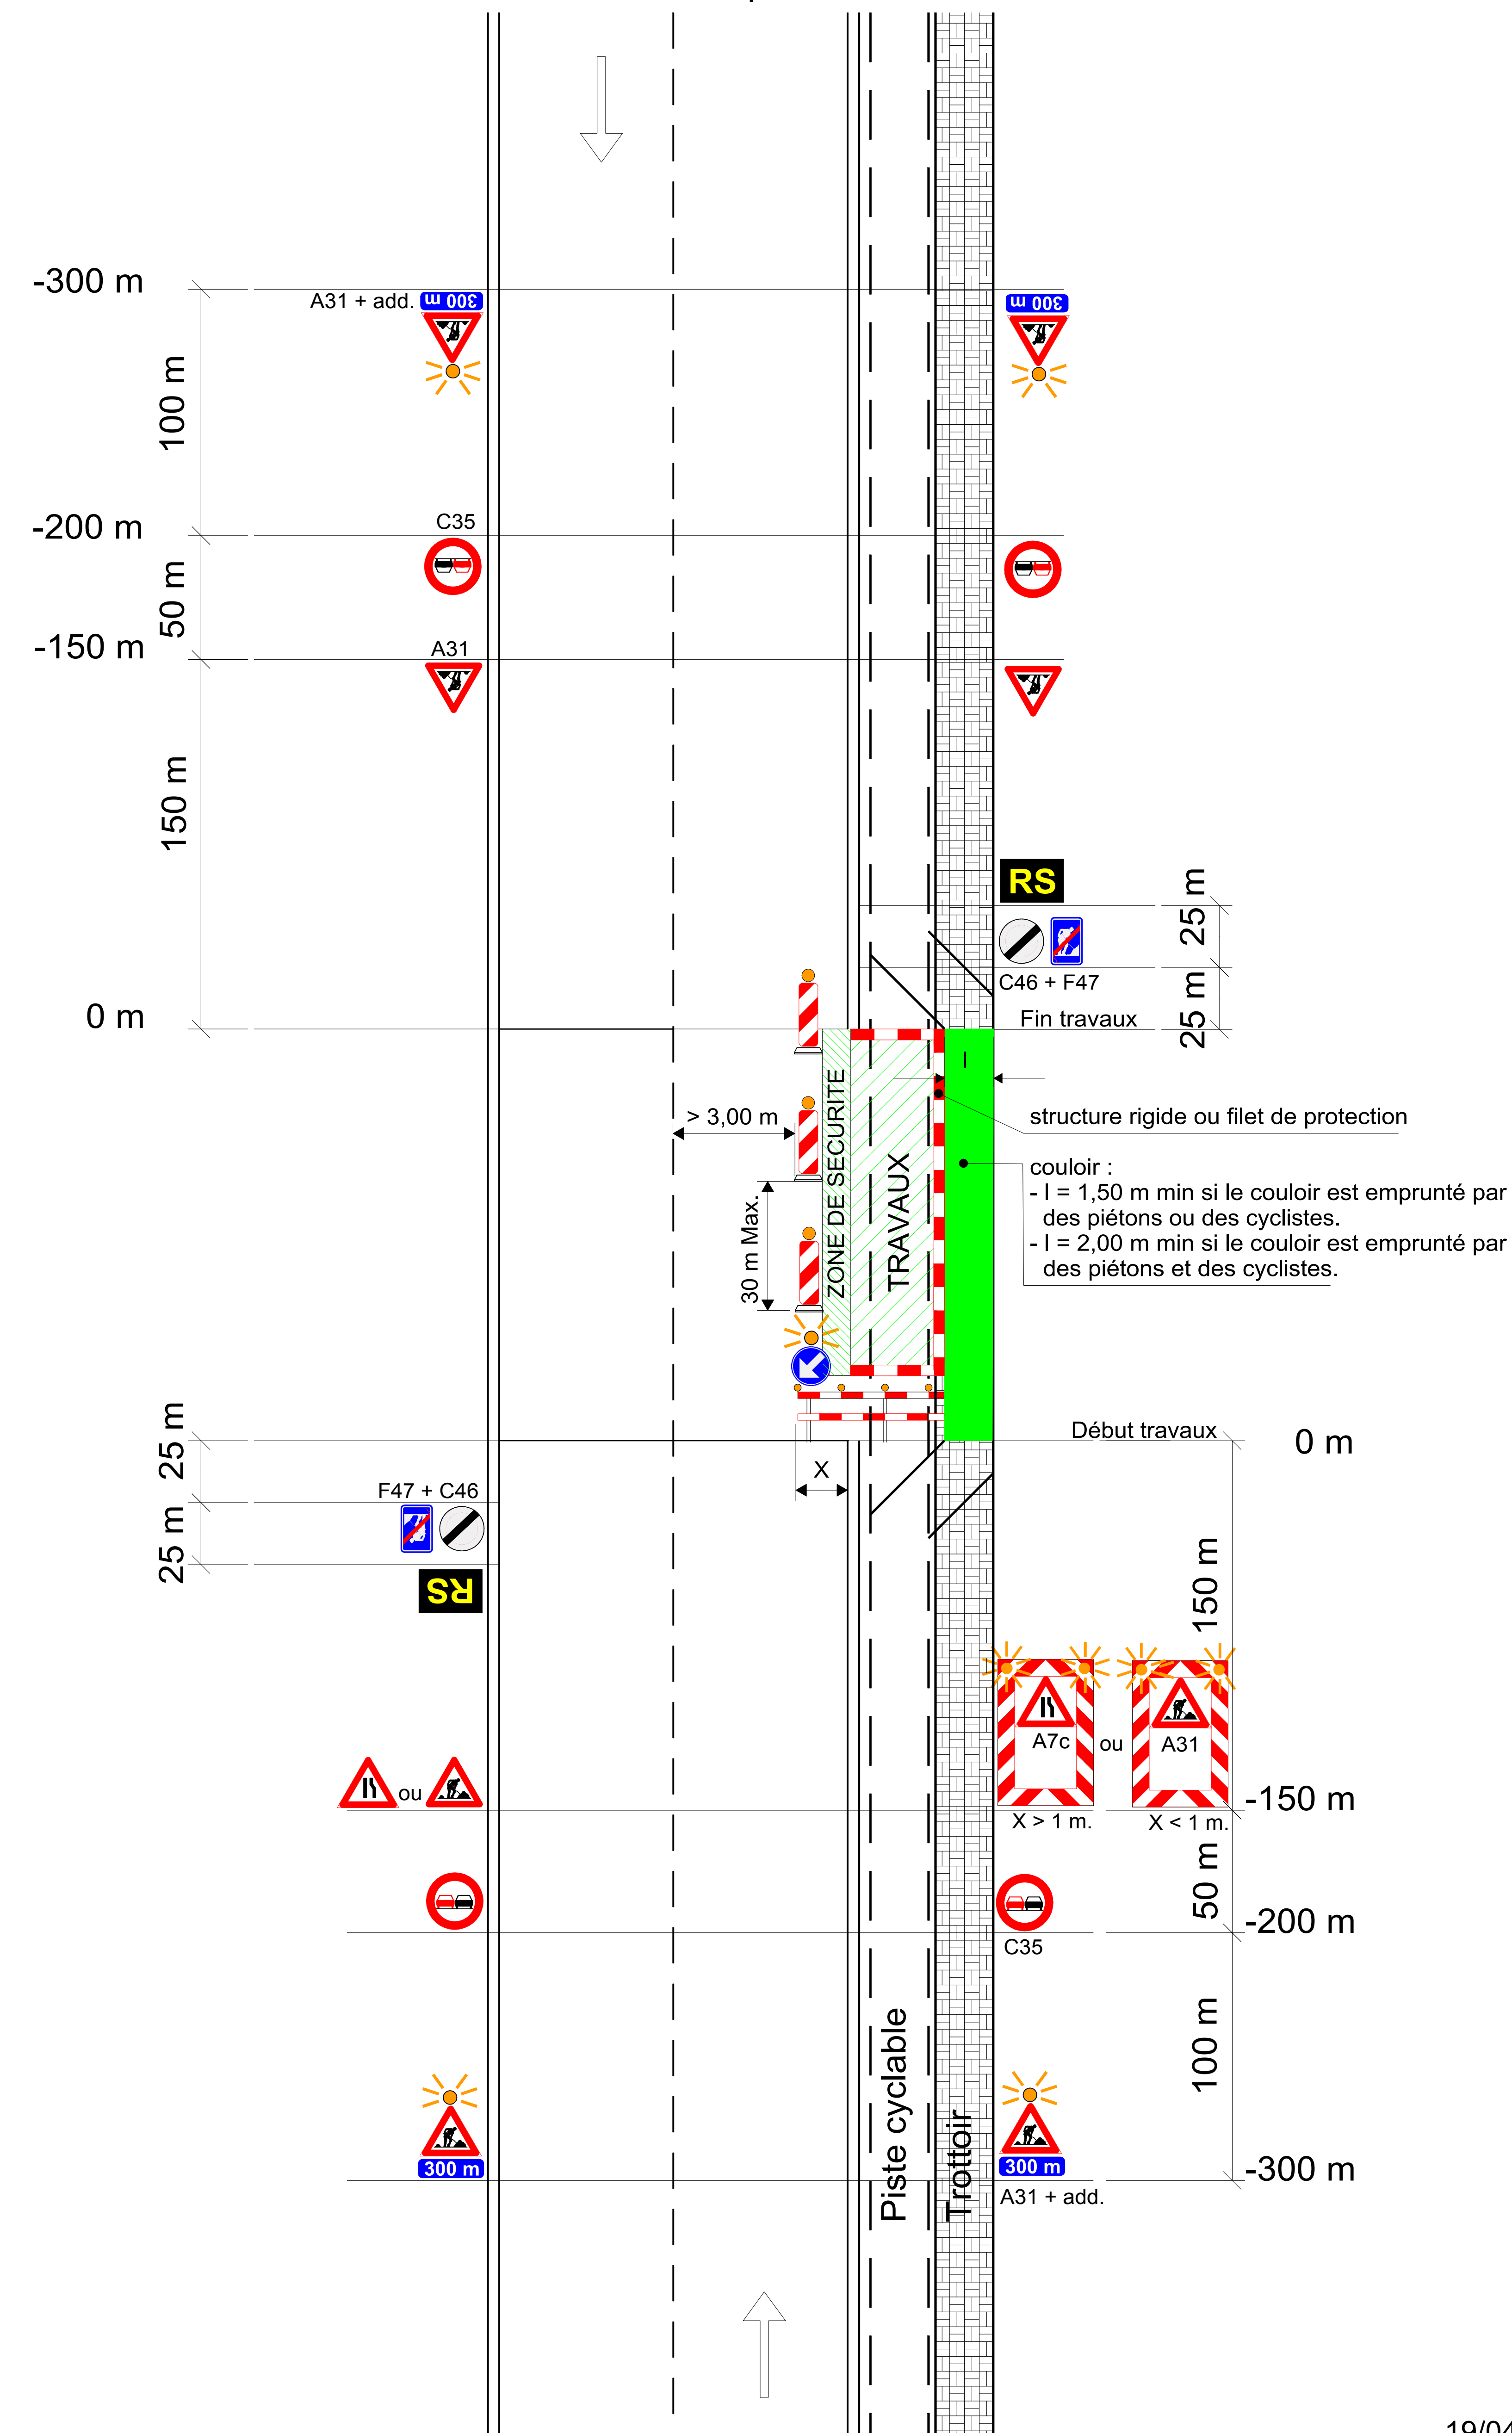 -300 m
A31 + add.
300 m
300 m
100 m
-200 m
C35
50 m
-150 m
A31
150 m
RS
25 m
C46 + F47
25 m
0 m
Fin travaux
l
> 3,00 m
ZONE DE SECURITE
TRAVAUX
structure rigide ou filet de protection
couloir :
- l = 1,50 m min si le couloir est emprunté par
des piétons ou des cyclistes.
- l = 2,00 m min si le couloir est emprunté par
des piétons et des cyclistes.
30 m Max.
Début travaux
0 m
25 m
X
F47 + C46
25 m
RS
150 m
A7c
ou
A31
ou
-150 m
X > 1 m.
X < 1 m.
50 m
-200 m
C35
Piste cyclable
Trottoir
100 m
300 m
300 m
-300 m
A31 + add.
19/04